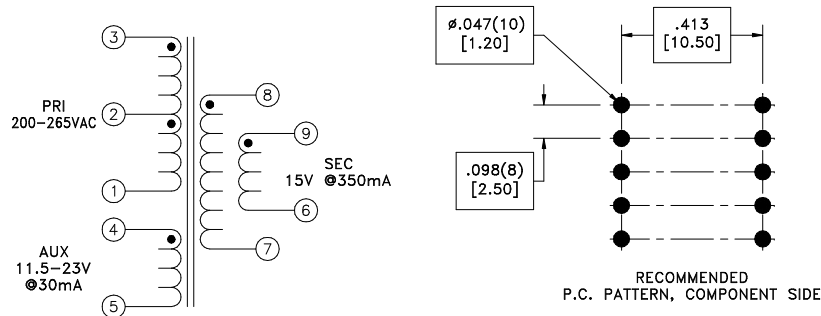 3
PRI
200-265VAC
2
1
4
AUX
11.5-23V
@30mA
5
8
9
SEC
15V @350mA
6
7
ø.047(10)
[1.20]
.413
[10.50]
.098(8)
[2.50]
RECOMMENDED
P.C. PATTERN, COMPONENT SIDE